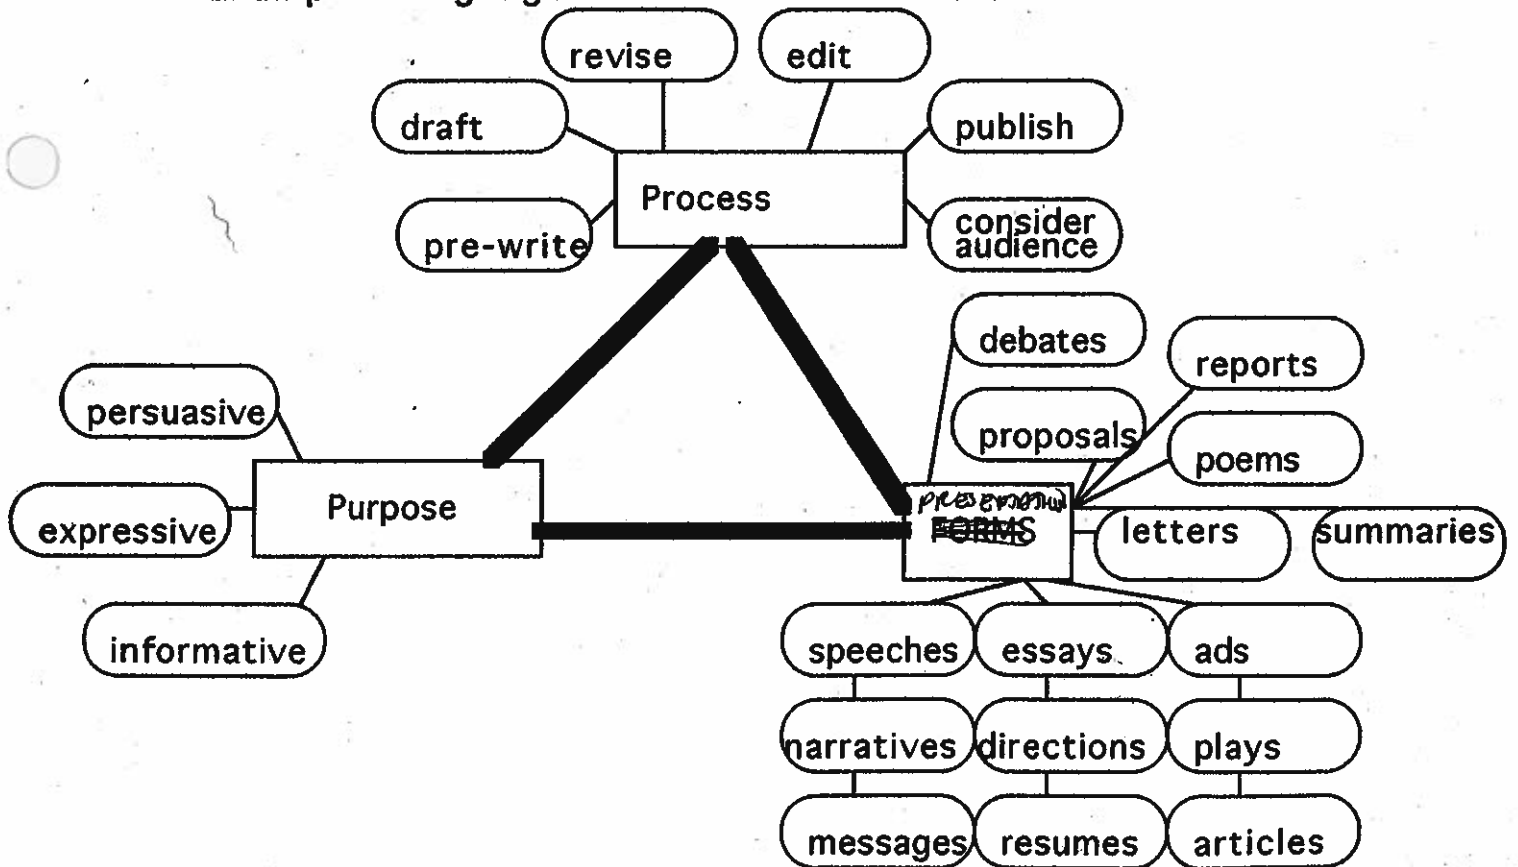 revise
edit
draft
publish
Process
pre-write
consider
audience
debates
reports
persuasive
proposals
poems
Purpose
expressive
FORMS
letters
summaries
informative
speeches
essays
ads
narratives
directions
plays
messages
resumes
articles